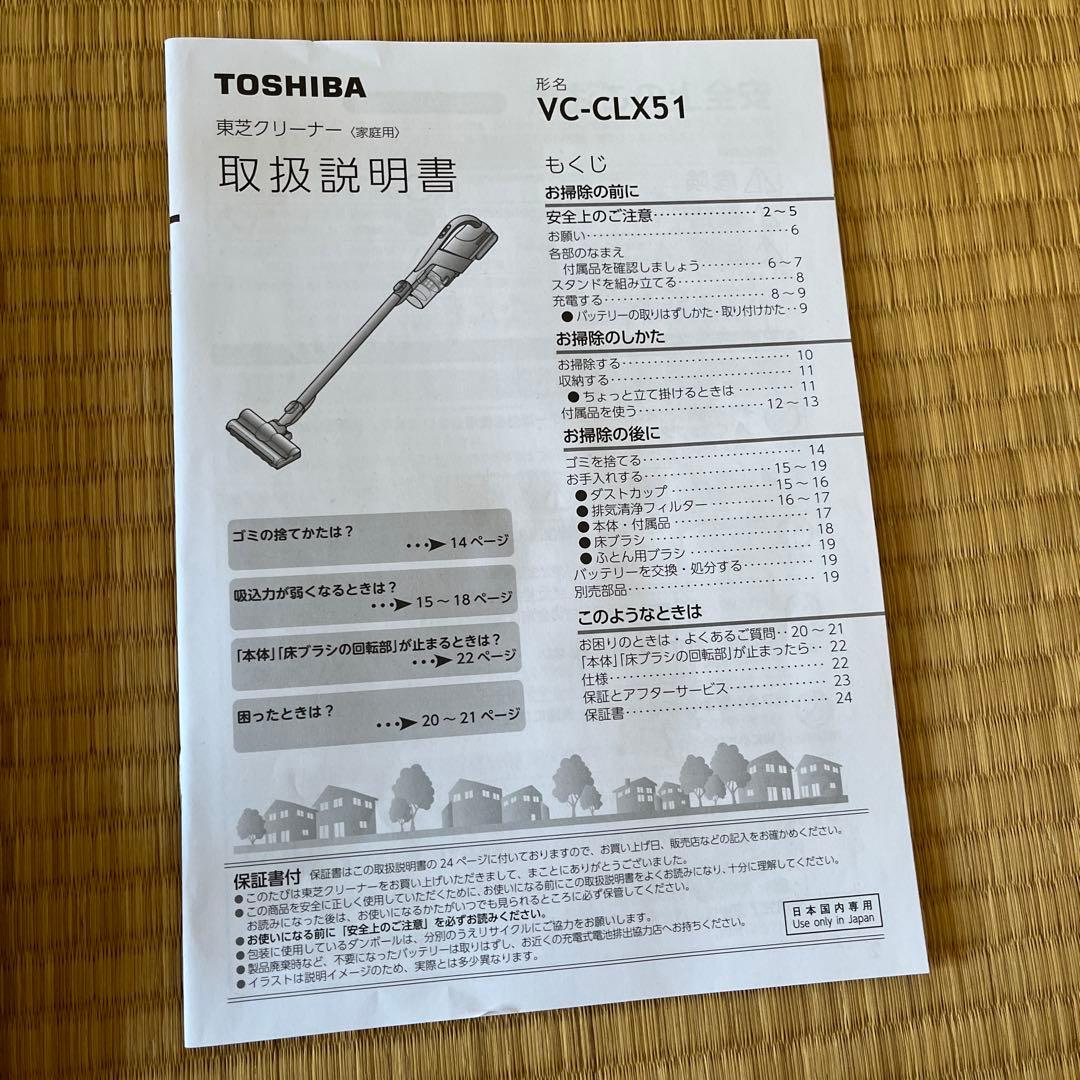 TOSHIBA
東芝クリーナー〈家庭用〉
取扱説明書
形名
VC-CLX51
もくじ
お掃除の前に
安全上のご注意‥‥‥‥‥‥‥ 2～5
お願い‥‥‥‥‥‥‥‥‥‥‥‥‥‥6
各部のなまえ
付属品を確認しましょう‥‥‥‥‥ 6～7
スタンドを組み立てる‥‥‥‥‥‥‥‥8
充電する‥‥‥‥‥‥‥‥‥‥‥‥ 8～9
●バッテリーの取りはずしかた・取り付けかた‥9
お掃除のしかた
お掃除する‥‥‥‥‥‥‥‥‥‥‥‥ 10
収納する‥‥‥‥‥‥‥‥‥‥‥‥‥ 11
●ちょっと立て掛けるときは‥‥‥‥ 11
付属品を使う‥‥‥‥‥‥‥‥‥ 12～13
お掃除の後に
ゴミを捨てる‥‥‥‥‥‥‥‥‥‥‥ 14
お手入れする‥‥‥‥‥‥‥‥‥ 15～19
●ダストカップ‥‥‥‥‥‥‥‥ 15～16
●排気清浄フィルター‥‥‥‥‥ 16～17
●本体・付属品‥‥‥‥‥‥‥‥‥‥ 17
●床ブラシ‥‥‥‥‥‥‥‥‥‥‥‥ 18
●ふとん用ブラシ‥‥‥‥‥‥‥‥‥ 19
バッテリーを交換・処分する‥‥‥‥‥ 19
別売部品‥‥‥‥‥‥‥‥‥‥‥‥‥ 19
このようなときは
お困りのときは・よくあるご質問‥20～21
「本体」「床ブラシの回転部」が止まったら‥ 22
仕様‥‥‥‥‥‥‥‥‥‥‥‥‥‥‥ 22
保証とアフターサービス‥‥‥‥‥‥‥ 23
保証書‥‥‥‥‥‥‥‥‥‥‥‥‥‥ 24
ゴミの捨てかたは?
•••➤14ページ
吸込力が弱くなるときは?
•••➤15～18ページ
「本体」「床ブラシの回転部」が止まるときは?
•••➤22ページ
困ったときは?
•••➤20～21ページ
保証書付 保証書はこの取扱説明書の24ページに付いておりますので、お買い上げ日、販売店などの記入をお確かめください。
●このたびは東芝クリーナーをお買い上げいただきまして、まことにありがとうございました。
●この商品を安全に正しく使用していただくために、お使いになる前にこの取扱説明書をよくお読みになり、十分に理解してください。
お読みになった後は、お使いになるかたがいつでも見られるところに必ず保管してください。
●お使いになる前に「安全上のご注意」を必ずお読みください。
●包装に使用しているダンボールは、分別のうえリサイクルにご協力をお願いします。
●製品廃棄時など、不要になったバッテリーは取りはずし、お近くの充電式電池排出協力店へお持ちください。
●イラストは説明イメージのため、実際とは多少異なります。
日本国内専用
Use only in Japan